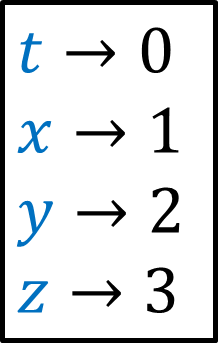 t → 0
x → 1
y → 2
z → 3